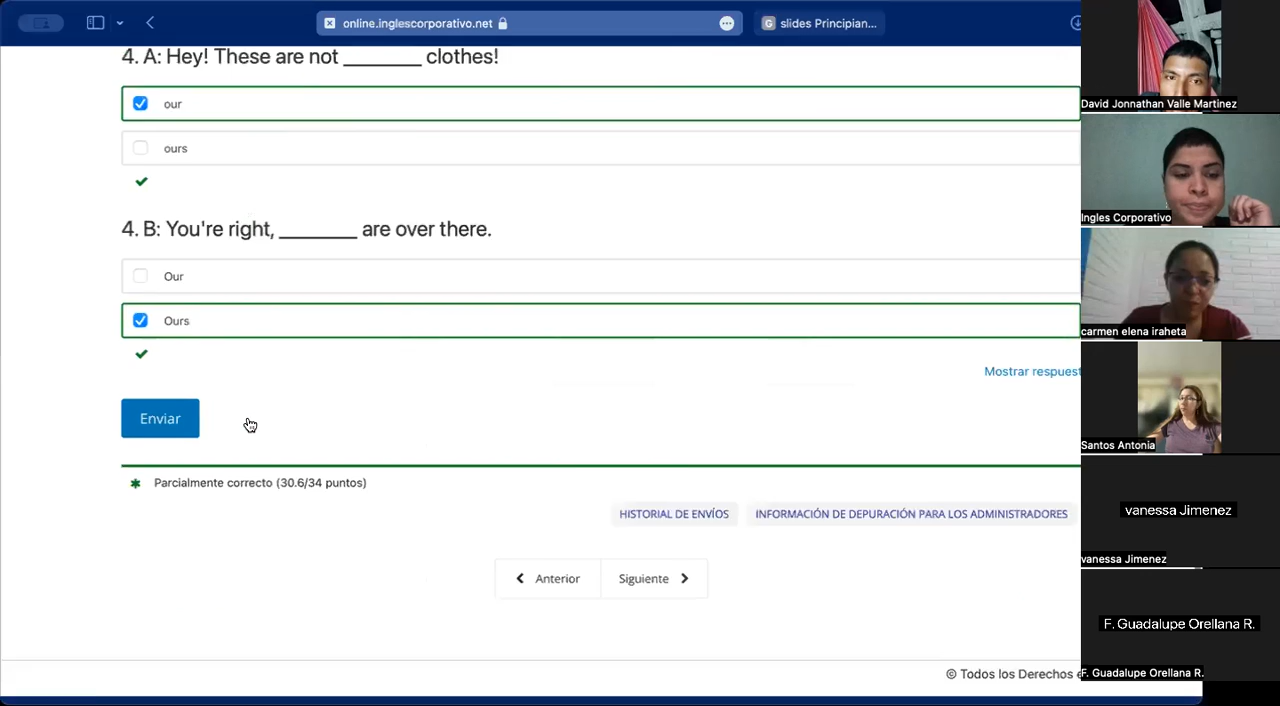 online.inglescorporativo.net
G slides Principian...
4. A: Hey! These are not ________ clothes!
our
ours
4. B: You're right, ________ are over there.
Our
Ours
Mostrar respuest
Enviar
Parcialmente correcto (30.6/34 puntos)
HISTORIAL DE ENVÍOS
INFORMACIÓN DE DEPURACIÓN PARA LOS ADMINISTRADORES
Anterior
Siguiente
© Todos los Derechos
David Jonnathan Valle Martinez
Ingles Corporativo
carmen elena iraheta
Santos Antonia
vanessa Jimenez
vanessa Jimenez
F. Guadalupe Orellana R.
F. Guadalupe Orellana R.